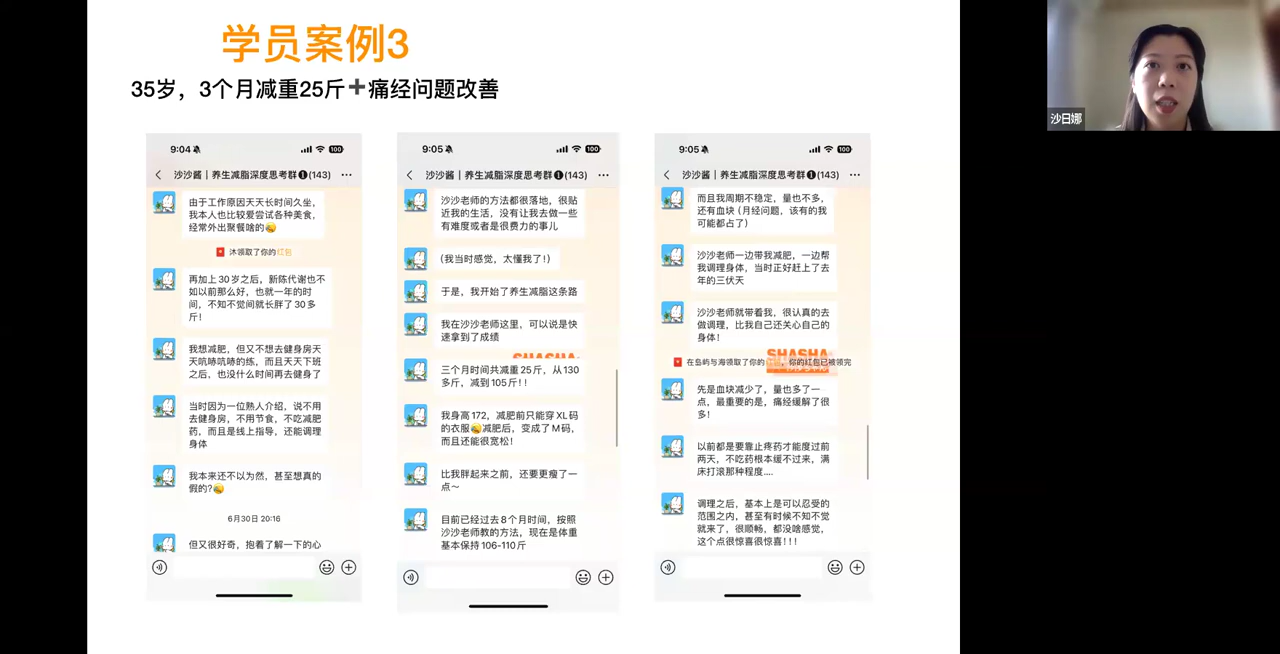 学员案例3
35岁，3个月减重25斤➕痛经问题改善
9:04
100
沙沙酱｜养生减脂深度思考群❶(143)
由于工作原因天天长时间久坐，
我本人也比较爱尝试各种美食，
经常外出聚餐啥的
沐领取了你的红包
再加上30岁之后，新陈代谢也不
如以前那么好，也就一年的时
间，不知不觉间就长胖了30多
斤！
我想减肥，但又不想去健身房天
天吭哧吭哧的练，而且天天下班
之后，也没什么时间再去健身了
当时因为一位熟人介绍，说不用
去健身房，不用节食，不吃减肥
药，而且是线上指导，还能调理
身体
我本来还不以为然，甚至想真的
假的?
6月30日 20:16
但又很好奇，抱着了解一下的心
9:05
100
沙沙酱｜养生减脂深度思考群❶(143)
沙沙老师的方法都很落地，很贴
近我的生活，没有让我去做一些
有难度或者是很费力的事儿
(我当时感觉，太懂我了!)
于是，我开始了养生减脂这条路
我在沙沙老师这里，可以说是快
速拿到了成绩
三个月时间共减重25斤，从130
多斤，减到105斤！!
我身高172，减肥前只能穿XL码
的衣服减肥后，变成了M码，
而且还能很宽松！
比我胖起来之前，还要更瘦了一
点～
目前已经过去8个月时间，按照
沙沙老师教的方法，现在是体重
基本保持106-110斤
9:05
100
沙沙酱｜养生减脂深度思考群❶(143)
而且我周期不稳定，量也不多，
还有血块（月经问题，该有的我
可能都占了）
沙沙老师一边带我减肥，一边帮
我调理身体，当时正好赶上了去
年的三伏天
沙沙老师就带着我，很认真的去
做调理，比我自己还关心自己的
身体！
SHASHA
在岛屿与海领取了你的，你的红包已被领完
先是血块减少了，量也多了一
点，最重要的是，痛经缓解了很
多！
以前都是要靠止疼药才能度过前
两天，不吃药根本缓不过来，满
床打滚那种程度....
调理之后，基本上是可以忍受的
范围之内，甚至有时候不知不觉
就来了，很顺畅，都没啥感觉，
这个点很惊喜很惊喜！！！
沙日娜